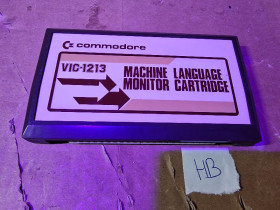 commodore
VIC-1213
MACHINE LANGUAGE
MONITOR CARTRIDGE
HB